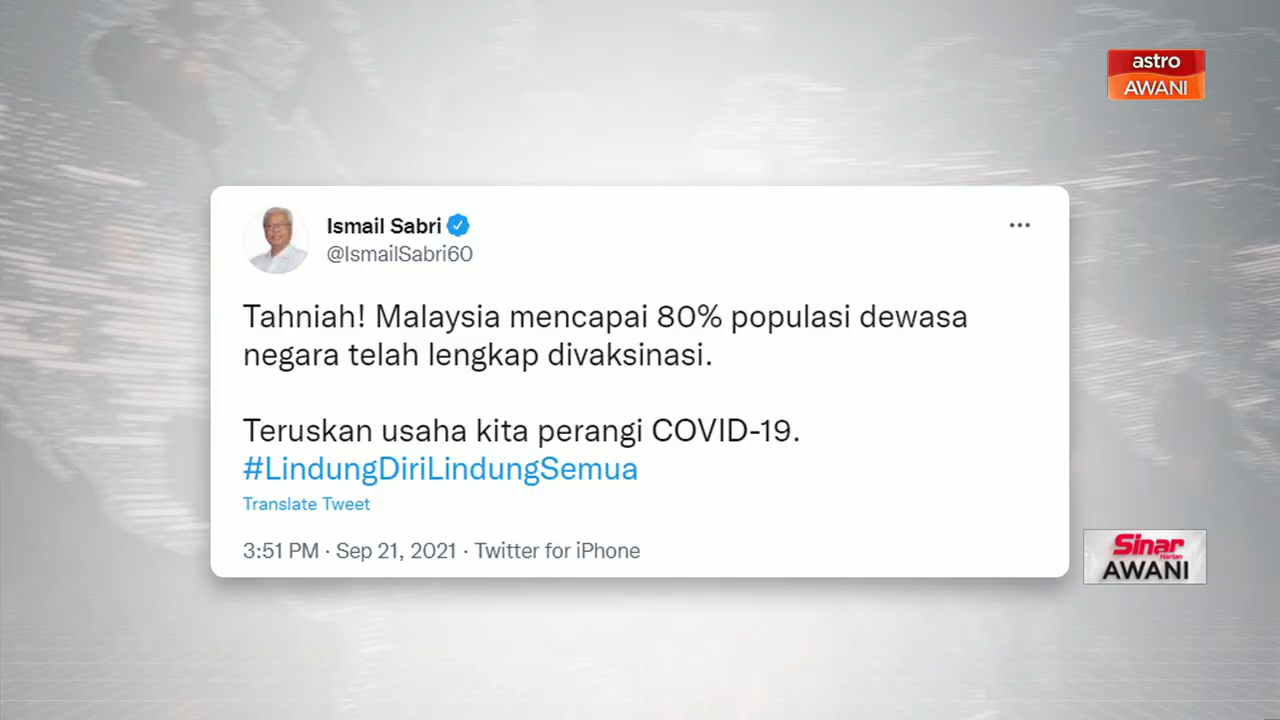 astro
AWANI
Ismail Sabri
@IsmailSabri60
Tahniah! Malaysia mencapai 80% populasi dewasa
negara telah lengkap divaksinasi.
Teruskan usaha kita perangi COVID-19.
#LindungDiriLindungSemua
Translate Tweet
3:51 PM · Sep 21, 2021 · Twitter for iPhone
Sinar
Harian
AWANI